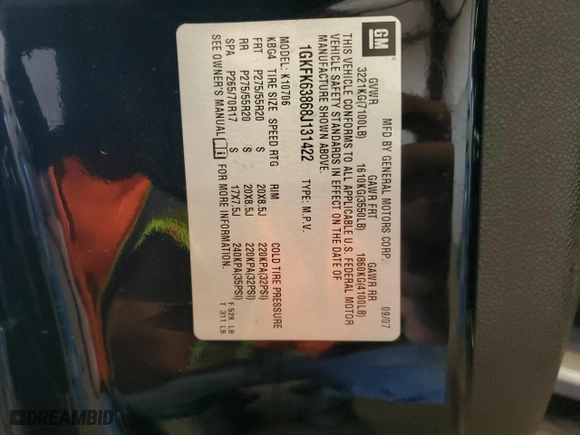 GM
MFD BY GENERAL MOTORS CORP. 09/07
GVWR GAWR FRT GAWR RR
3221KG(7100LB) 1610KG(3550LB) 1860KG(4100LB)
THIS VEHICLE CONFORMS TO ALL APPLICABLE U.S. FEDERAL MOTOR
VEHICLE SAFETY STANDARDS IN EFFECT ON THE DATE OF
MANUFACTURE SHOWN ABOVE.
1GKFK63868J131422 TYPE: M.P.V.
MODEL: K10706
KBG4 TIRE SIZE SPEED RTG RIM COLD TIRE PRESSURE
FRT P275/55R20 S 20X8.5J 220KPA(32PSI)
RR P275/55R20 S 20X8.5J 220KPA(32PSI)
SPA P265/70R17 S 17X7.5J 240KPA(35PSI)
SEE OWNER'S MANUAL FOR MORE INFORMATION.
F 528 LB
T 311 LB
DREAMBID